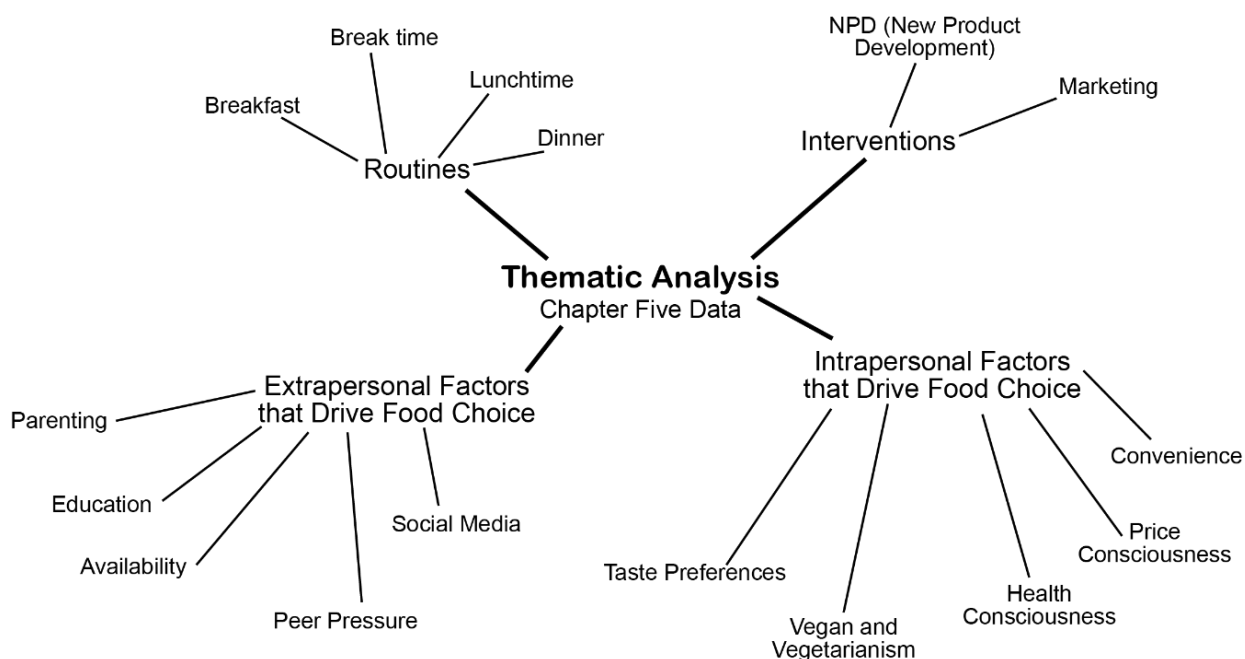 Break time
Breakfast
Lunchtime
Dinner
Routines
NPD (New Product
Development)
Marketing
Interventions
Thematic Analysis
Chapter Five Data
Extrapersonal Factors
that Drive Food Choice
Parenting
Education
Availability
Peer Pressure
Social Media
Intrapersonal Factors
that Drive Food Choice
Taste Preferences
Vegan and
Vegetarianism
Health
Consciousness
Price
Consciousness
Convenience